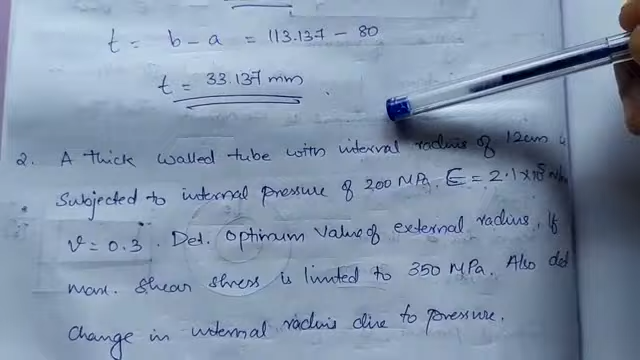 t = b - a = 113.137 - 80
t = 33.137 mm
2. A thick walled tube with internal radius of 12cm is
Subjected to internal pressure of 200 MPa. E = 2.1×10⁵ N/m
ν = 0.3. Det. Optimum value of external radius, If
max. shear stress is limited to 350 MPa. Also det
change in internal radius due to pressure.